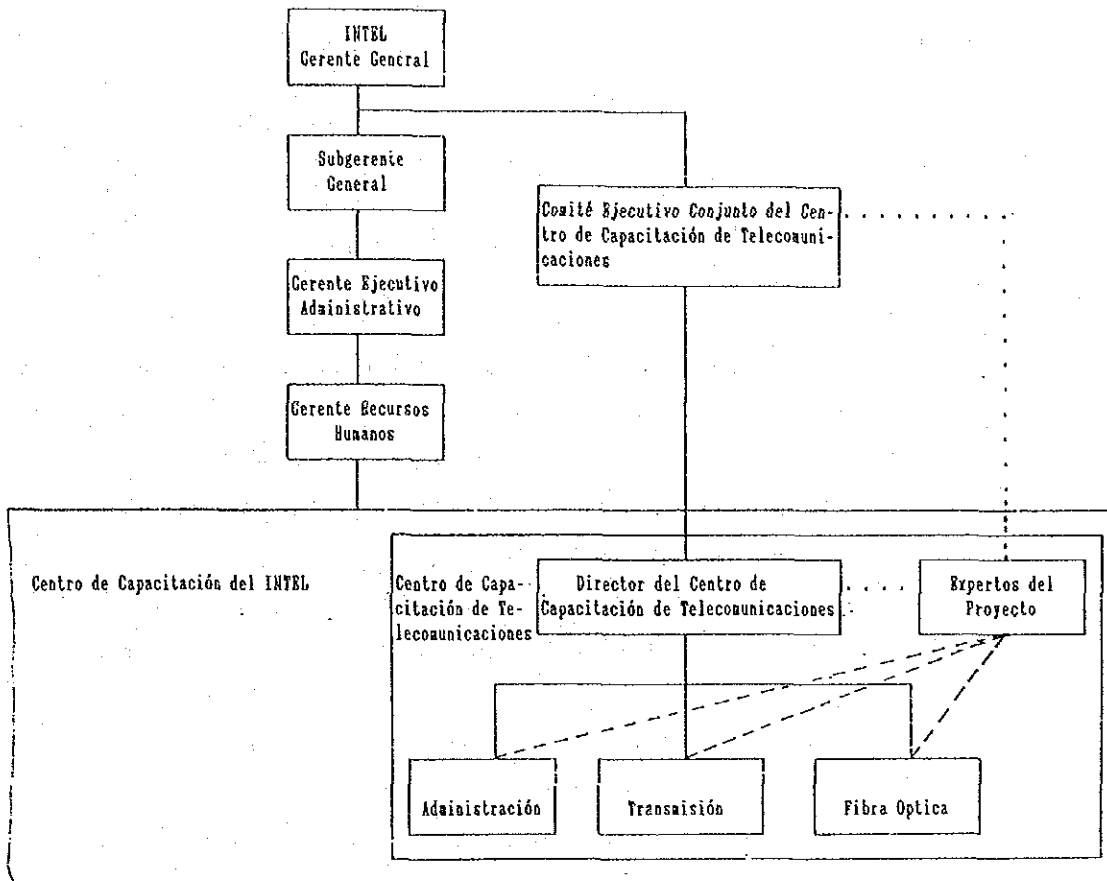 INTEL
Gerente General
Subgerente
General
Comité Ejecutivo Conjunto del Cen-
tro de Capacitación de Telecomuni-
caciones
Gerente Ejecutivo
Administrativo
Gerente Recursos
Humanos
Centro de Capacitación del INTEL
Centro de Capa-
citación de Te-
lecomunicaciones
Director del Centro de
Capacitación de Telecomunicaciones
Expertos del
Proyecto
Administración
Transmisión
Fibra Optica